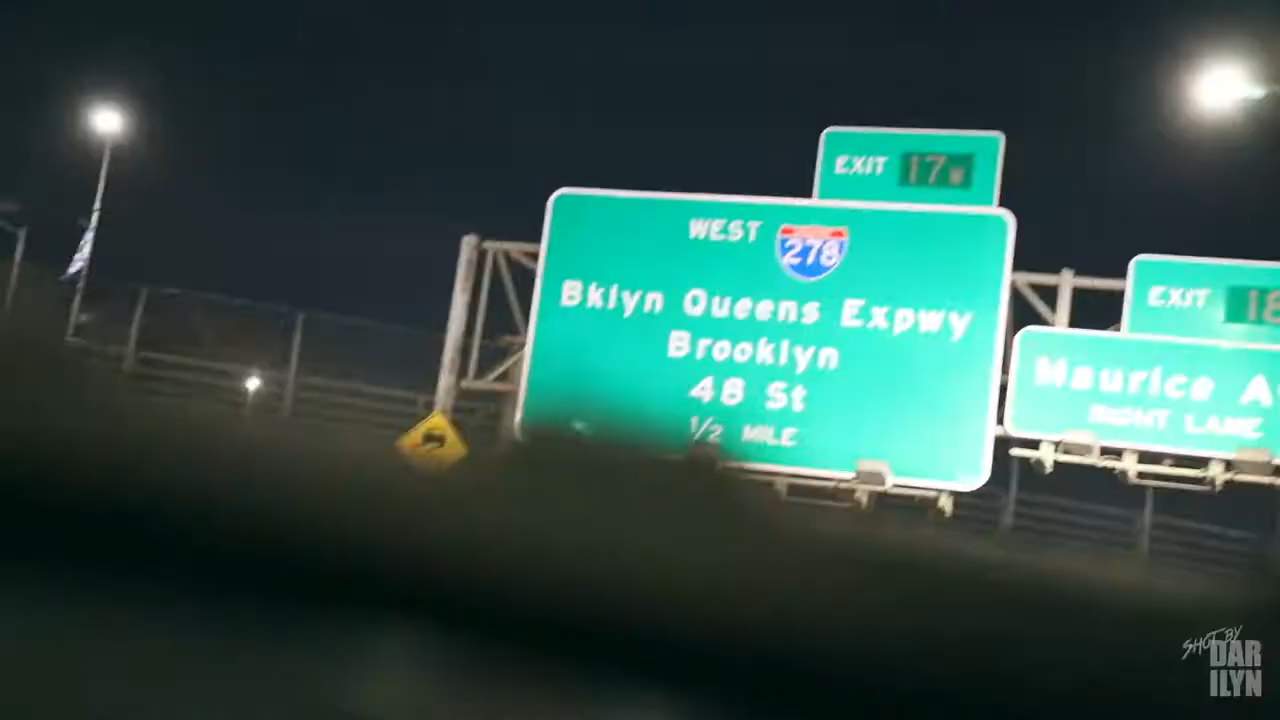 EXIT 17W
WEST 278
Bklyn Queens Expwy
Brooklyn
48 St
1/2 MILE
EXIT 18
Maurice A
RIGHT LANE
SHOT BY
DAR
ILYN